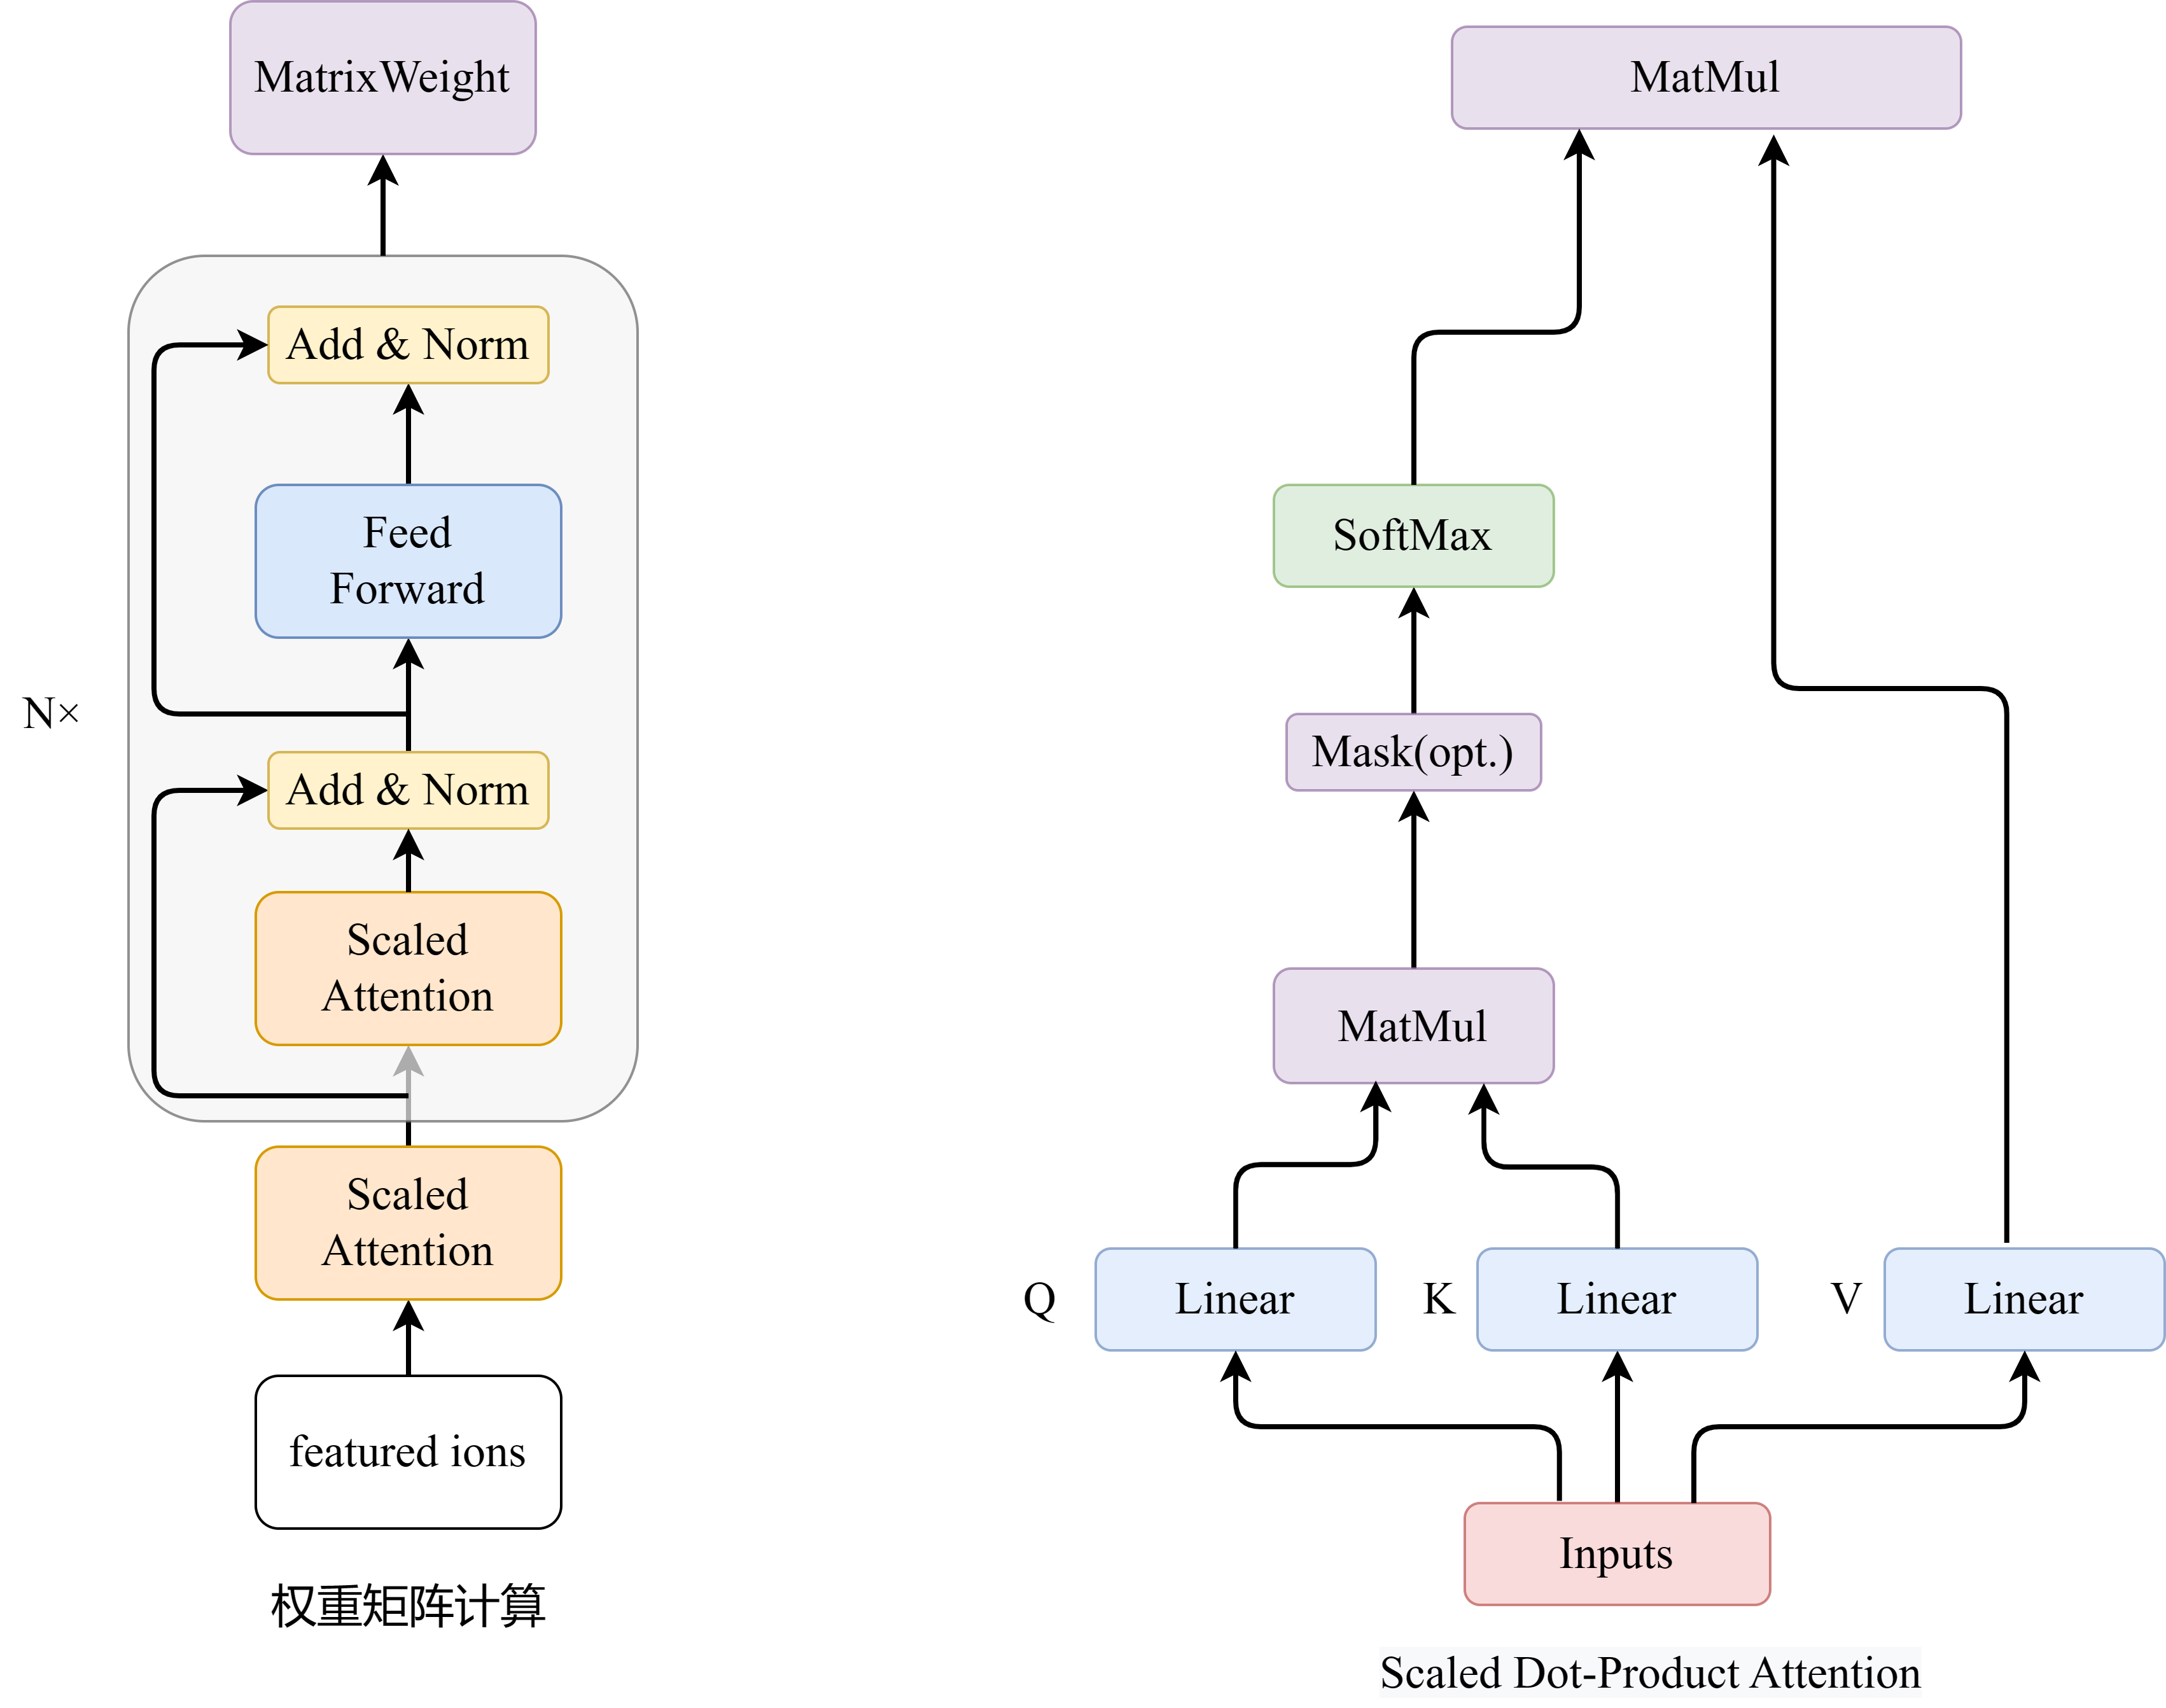 MatrixWeight
Add & Norm
Feed
Forward
N×
Add & Norm
Scaled
Attention
Scaled
Attention
featured ions
权重矩阵计算
MatMul
SoftMax
Mask(opt.)
MatMul
Q
Linear
K
Linear
V
Linear
Inputs
Scaled Dot-Product Attention